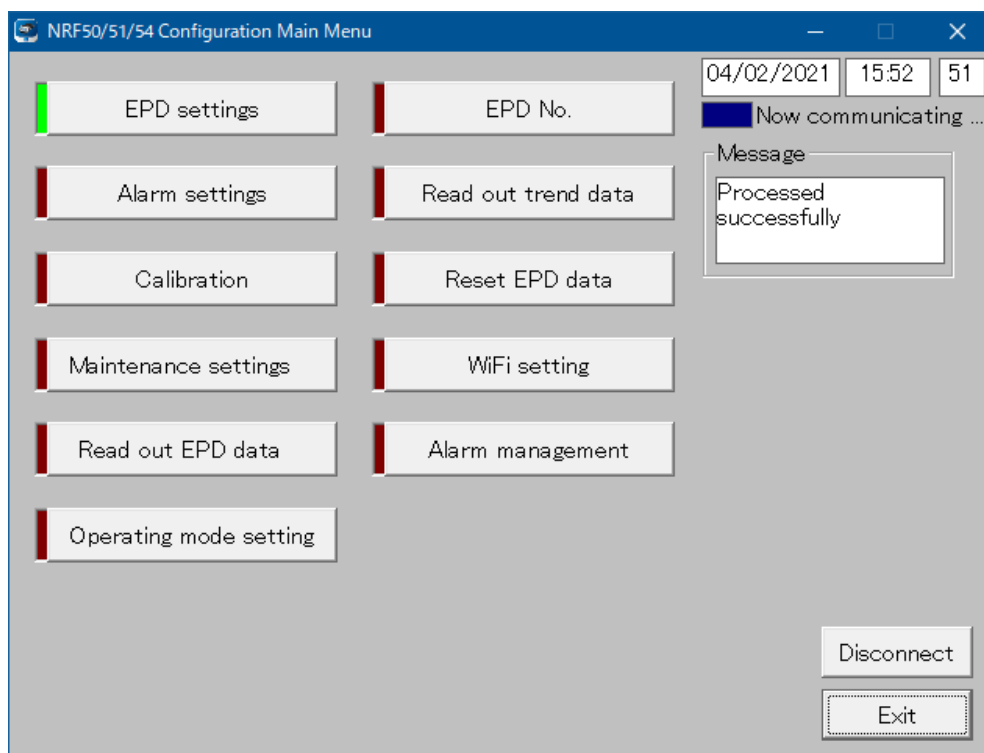 NRF50/51/54 Configuration Main Menu
04/02/2021 15:52 51
Now communicating ...
Message
Processed
successfully
EPD settings
EPD No.
Alarm settings
Read out trend data
Calibration
Reset EPD data
Maintenance settings
WiFi setting
Read out EPD data
Alarm management
Operating mode setting
Disconnect
Exit